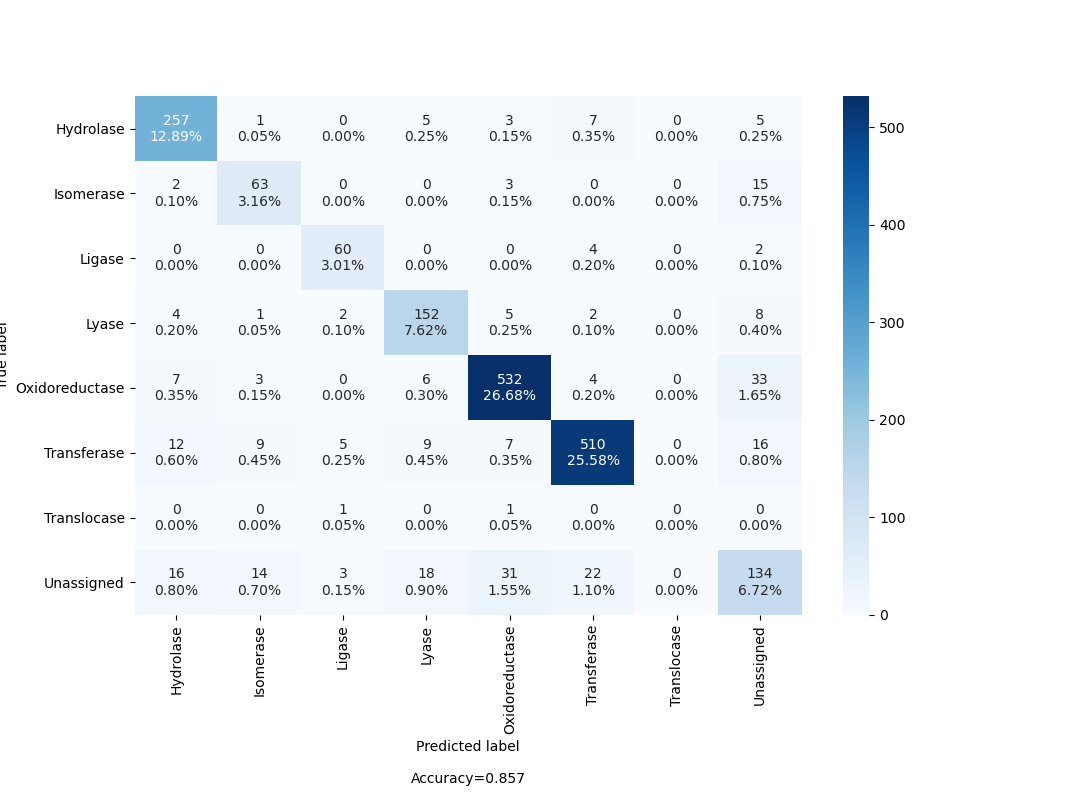 Hydrolase 257 1 0 5 3 7 0 5
12.89% 0.05% 0.00% 0.25% 0.15% 0.35% 0.00% 0.25%
Isomerase 2 63 0 0 3 0 0 15
0.10% 3.16% 0.00% 0.00% 0.15% 0.00% 0.00% 0.75%
Ligase 0 0 60 0 0 4 0 2
0.00% 0.00% 3.01% 0.00% 0.00% 0.20% 0.00% 0.10%
Lyase 4 1 2 152 5 2 0 8
0.20% 0.05% 0.10% 7.62% 0.25% 0.10% 0.00% 0.40%
Oxidoreductase 7 3 0 6 532 4 0 33
0.35% 0.15% 0.00% 0.30% 26.68% 0.20% 0.00% 1.65%
Transferase 12 9 5 9 7 510 0 16
0.60% 0.45% 0.25% 0.45% 0.35% 25.58% 0.00% 0.80%
Translocase 0 0 1 0 1 0 0 0
0.00% 0.00% 0.05% 0.00% 0.05% 0.00% 0.00% 0.00%
Unassigned 16 14 3 18 31 22 0 134
0.80% 0.70% 0.15% 0.90% 1.55% 1.10% 0.00% 6.72%
Hydrolase
Isomerase
Ligase
Lyase
Oxidoreductase
Transferase
Translocase
Unassigned
Predicted label
Accuracy=0.857
500
400
300
200
100
0
label